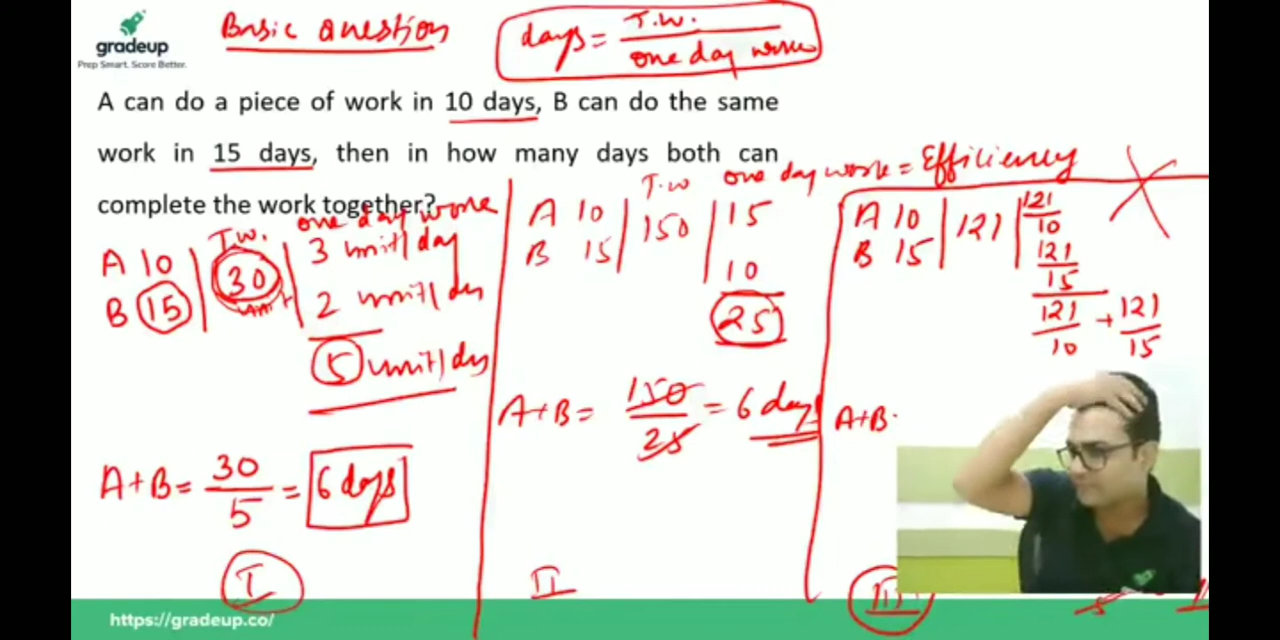 gradeup
Prep Smart. Score Better.
Basic Question
days = T.W. / one day work
A can do a piece of work in 10 days, B can do the same
work in 15 days, then in how many days both can
complete the work together?
T.W. one day work
A 10 | 30 | 3 unit/day
B 15 | unit | 2 unit/day
5 unit/day
A+B = 30/5 = 6 days
I
T.W one day work = Efficiency
A 10 | 150 | 15
B 15 | | 10
25
A+B = 150/25 = 6 days
II
A 10 | 121 | 121/10
B 15 | | 121/15
121/10 + 121/15
A+B
III
https://gradeup.co/